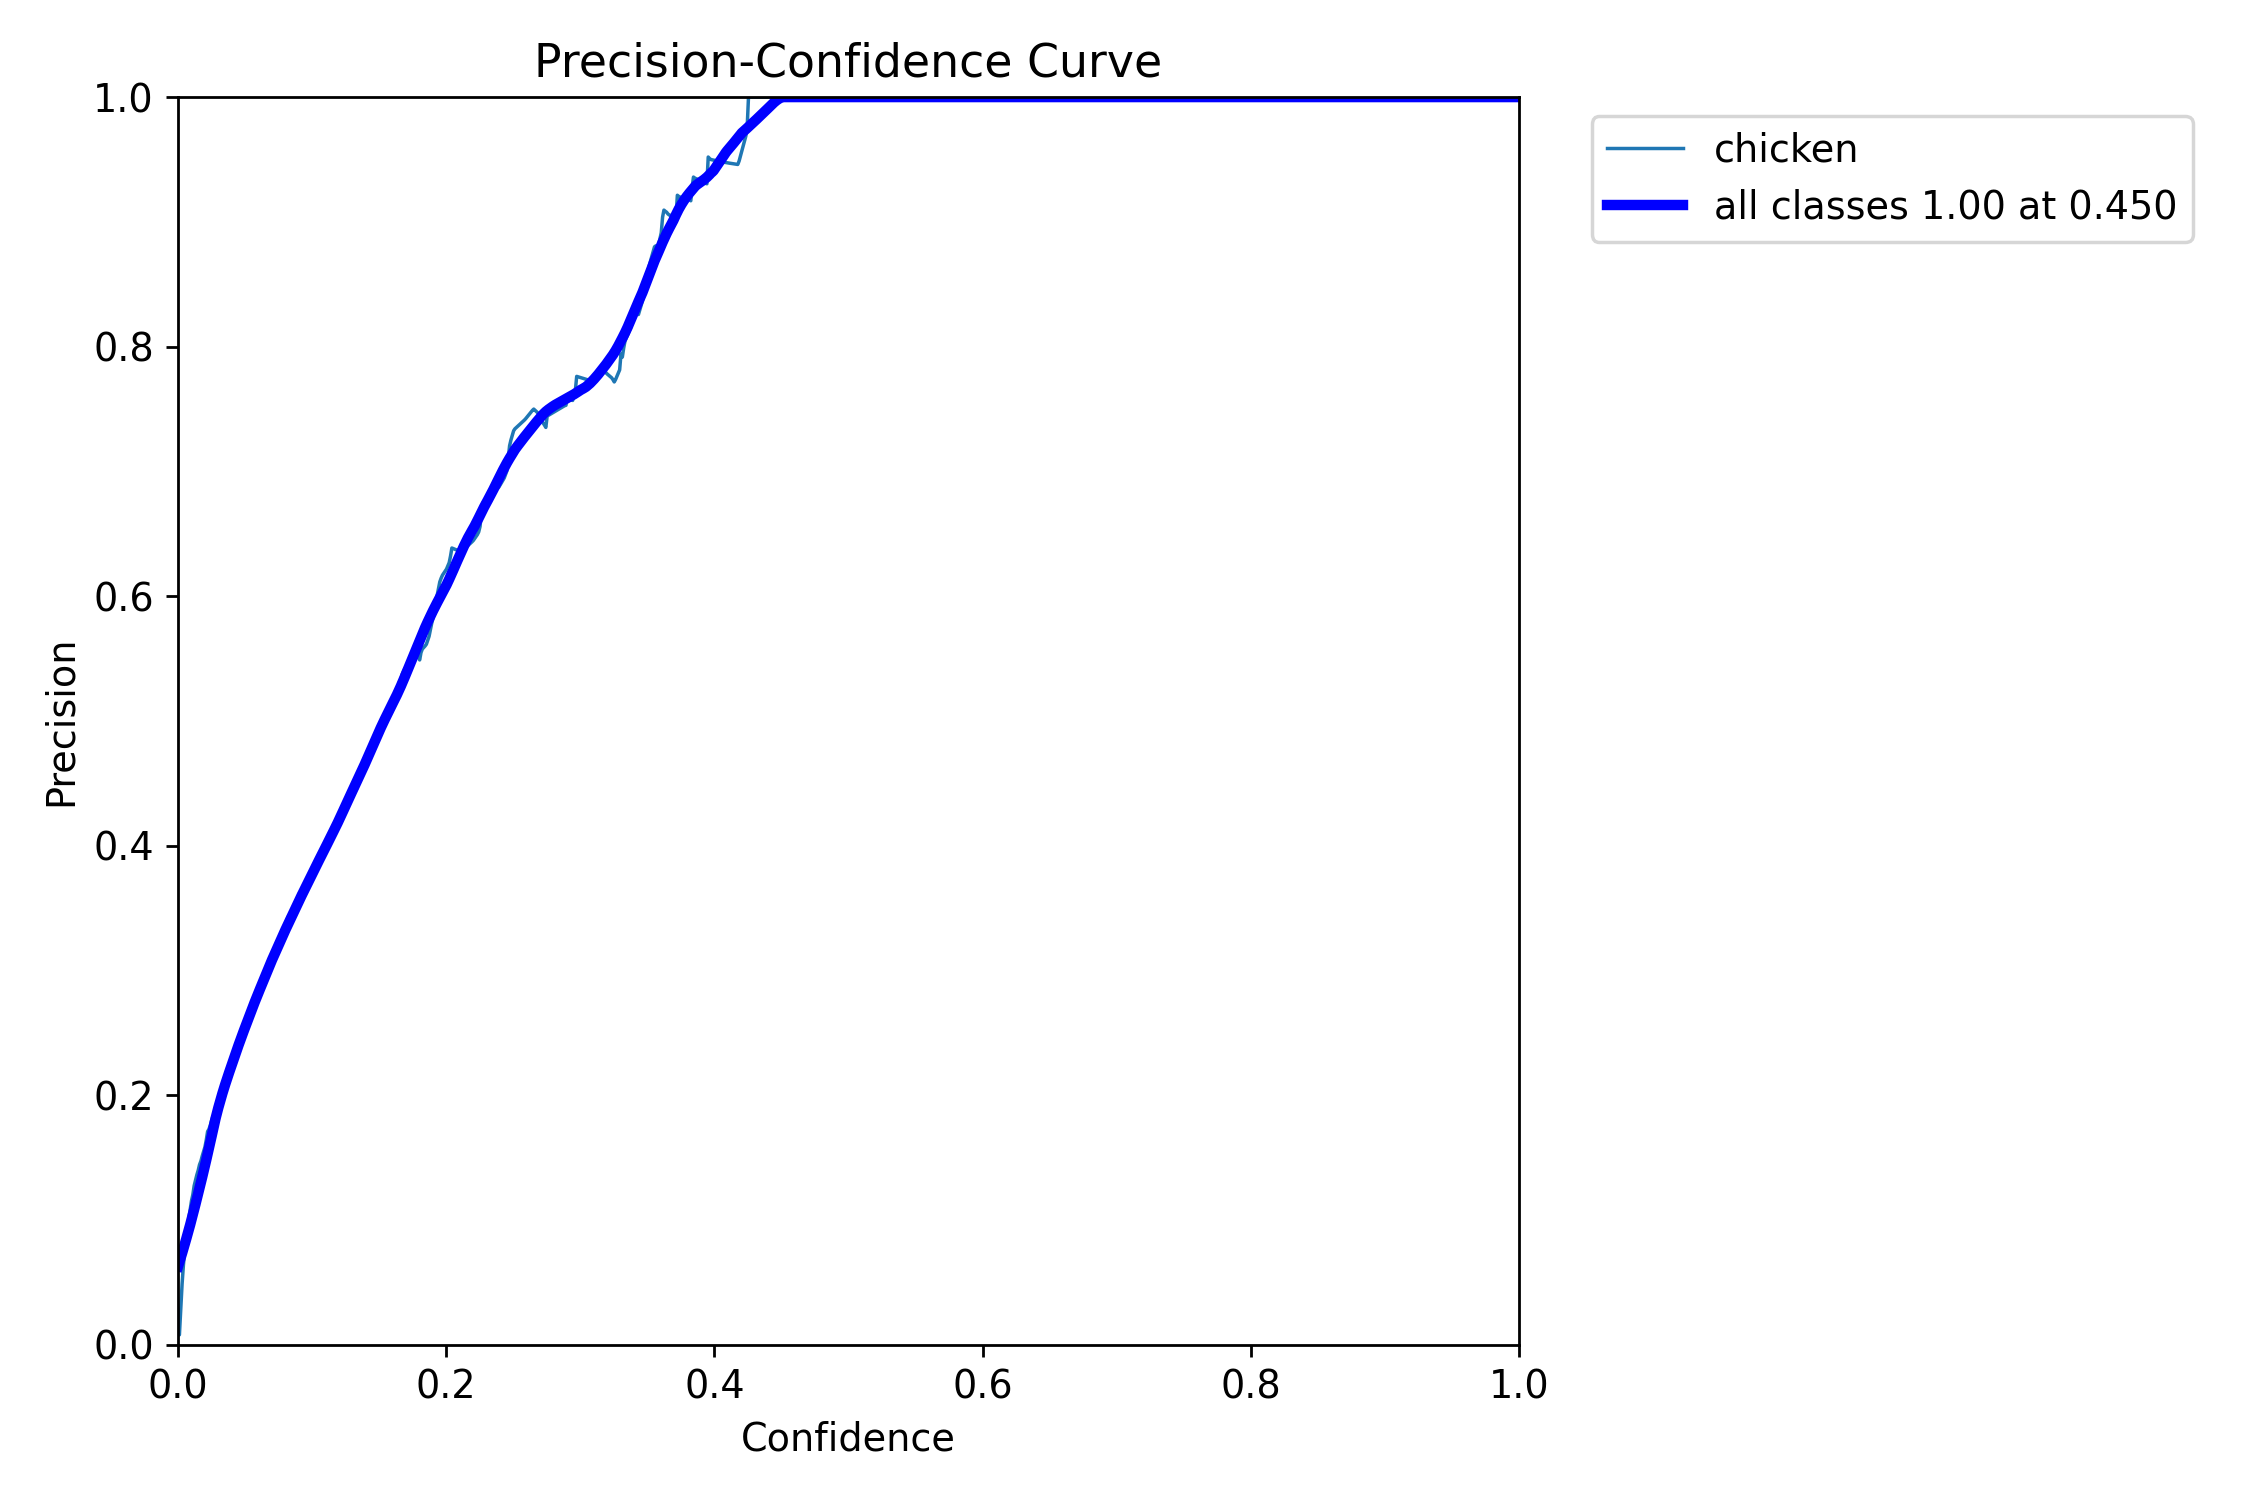 Precision-Confidence Curve
1.0
0.8
0.6
0.4
0.2
0.0
Precision
0.0 0.2 0.4 0.6 0.8 1.0
Confidence
chicken
all classes 1.00 at 0.450